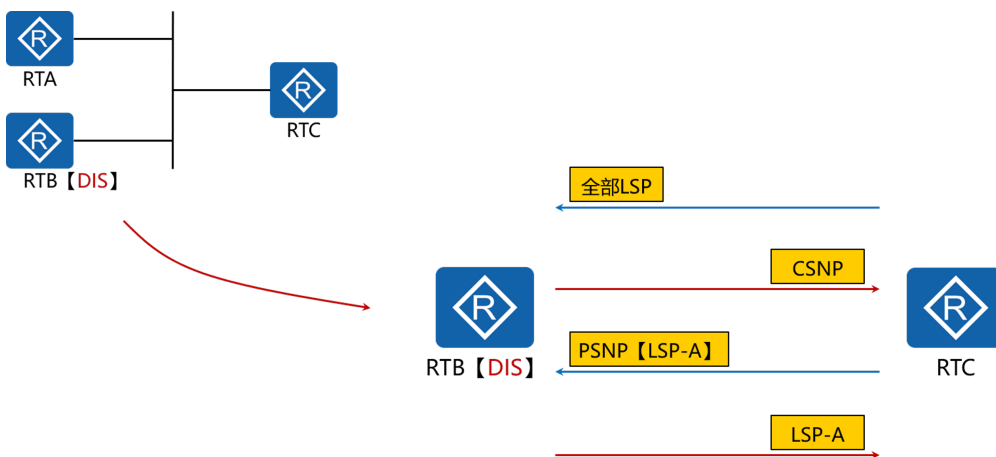 R
RTA
R
RTC
R
RTB【DIS】
全部LSP
CSNP
R
R
PSNP【LSP-A】
RTB【DIS】
RTC
LSP-A